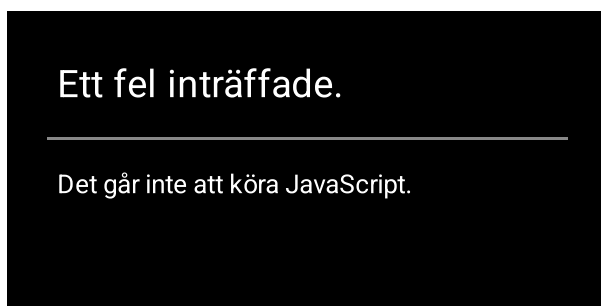 Ett fel inträffade.
Det går inte att köra JavaScript.